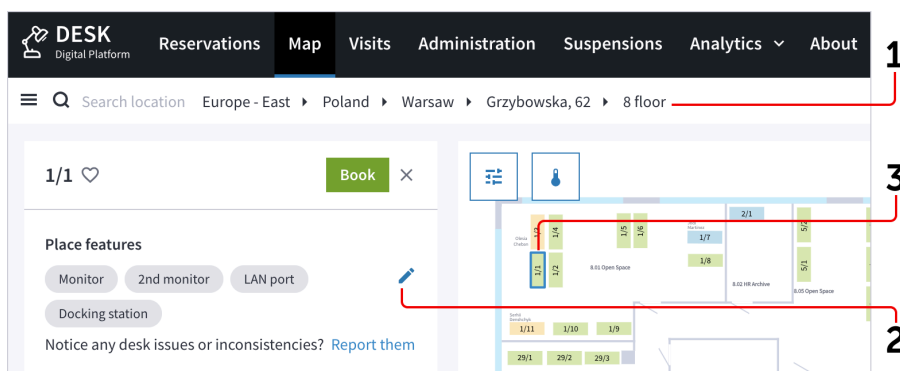 DESK
Digital Platform
Reservations Map Visits Administration Suspensions Analytics About
1
Search location Europe - East Poland Warsaw Grzybowska, 62 8 floor
1/1 Book
3
2/1
1/3 1/4 1/5 1/6 5/2
1/7
Place features
1/1 1/2 8.01 Open Space 1/8 5/1
Monitor 2nd monitor LAN port
8.02 HR Archive
8.05 Open Space
Docking station
1/11 1/10 1/9
2
Notice any desk issues or inconsistencies? Report them
29/1 29/2 29/3